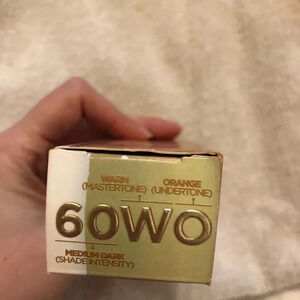 WARM ORANGE
(MASTERTONE) (UNDERTONE)
60WO
MEDIUM DARK
(SHADE INTENSITY)